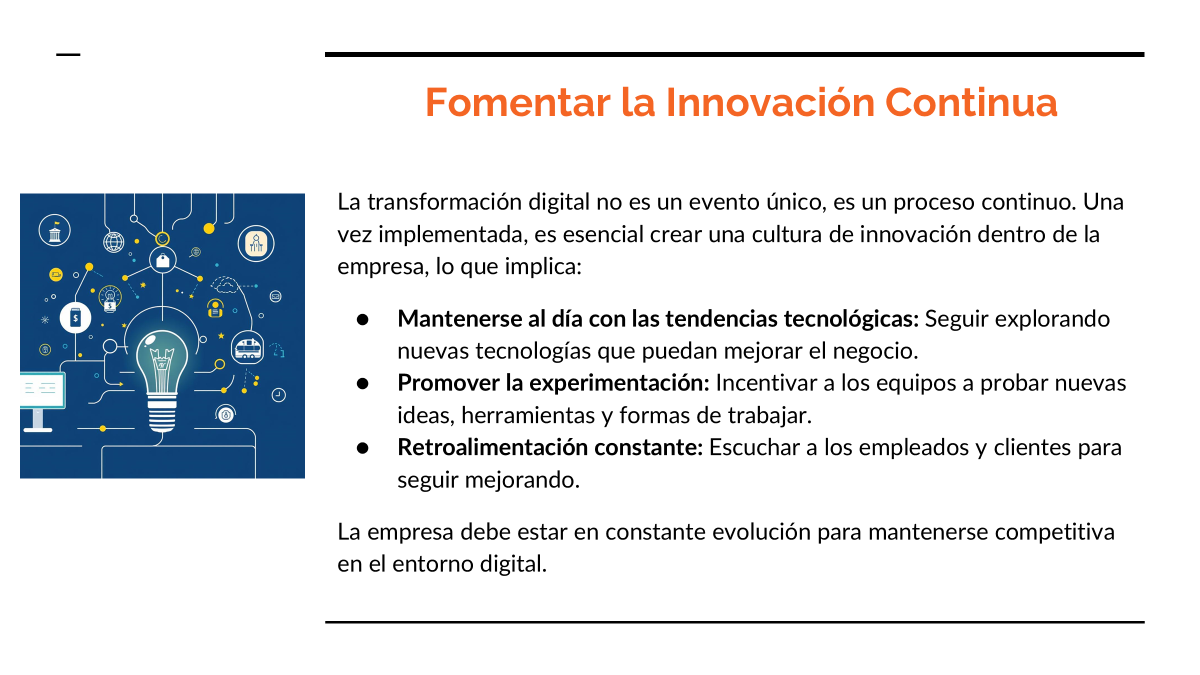 Fomentar la Innovación Continua
La transformación digital no es un evento único, es un proceso continuo. Una
vez implementada, es esencial crear una cultura de innovación dentro de la
empresa, lo que implica:
● Mantenerse al día con las tendencias tecnológicas: Seguir explorando
nuevas tecnologías que puedan mejorar el negocio.
● Promover la experimentación: Incentivar a los equipos a probar nuevas
ideas, herramientas y formas de trabajar.
● Retroalimentación constante: Escuchar a los empleados y clientes para
seguir mejorando.
La empresa debe estar en constante evolución para mantenerse competitiva
en el entorno digital.